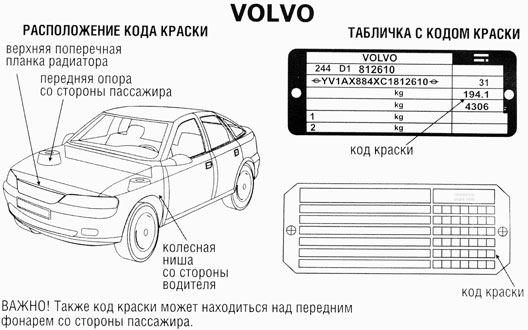 VOLVO
РАСПОЛОЖЕНИЕ КОДА КРАСКИ
верхняя поперечная
планка радиатора
передняя опора
со стороны пассажира
колесная
ниша
со стороны
водителя
ТАБЛИЧКА С КОДОМ КРАСКИ
VOLVO
244 D1 812610
YV1AX884XC1812610 31
kg 194.1
kg 4306
1 kg
2 kg
код краски
код краски
ВАЖНО! Также код краски может находиться над передним
фонарем со стороны пассажира.